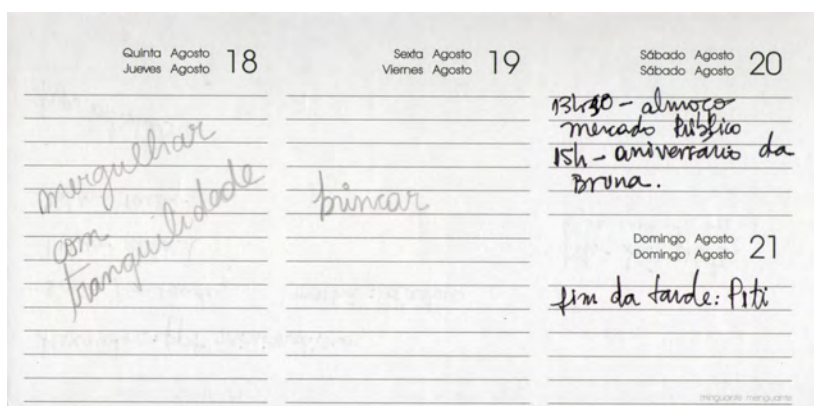 Quinta Agosto 18
Jueves Agosto
mergulhar
com
tranquilidade
Sexta Agosto 19
Viernes Agosto
brincar
Sábado Agosto 20
Sábado Agosto
13h30 - almoço
mercado Público
15h - aniversário da
Bruna.
Domingo Agosto 21
Domingo Agosto
fim da tarde: Piti
minguante menguante